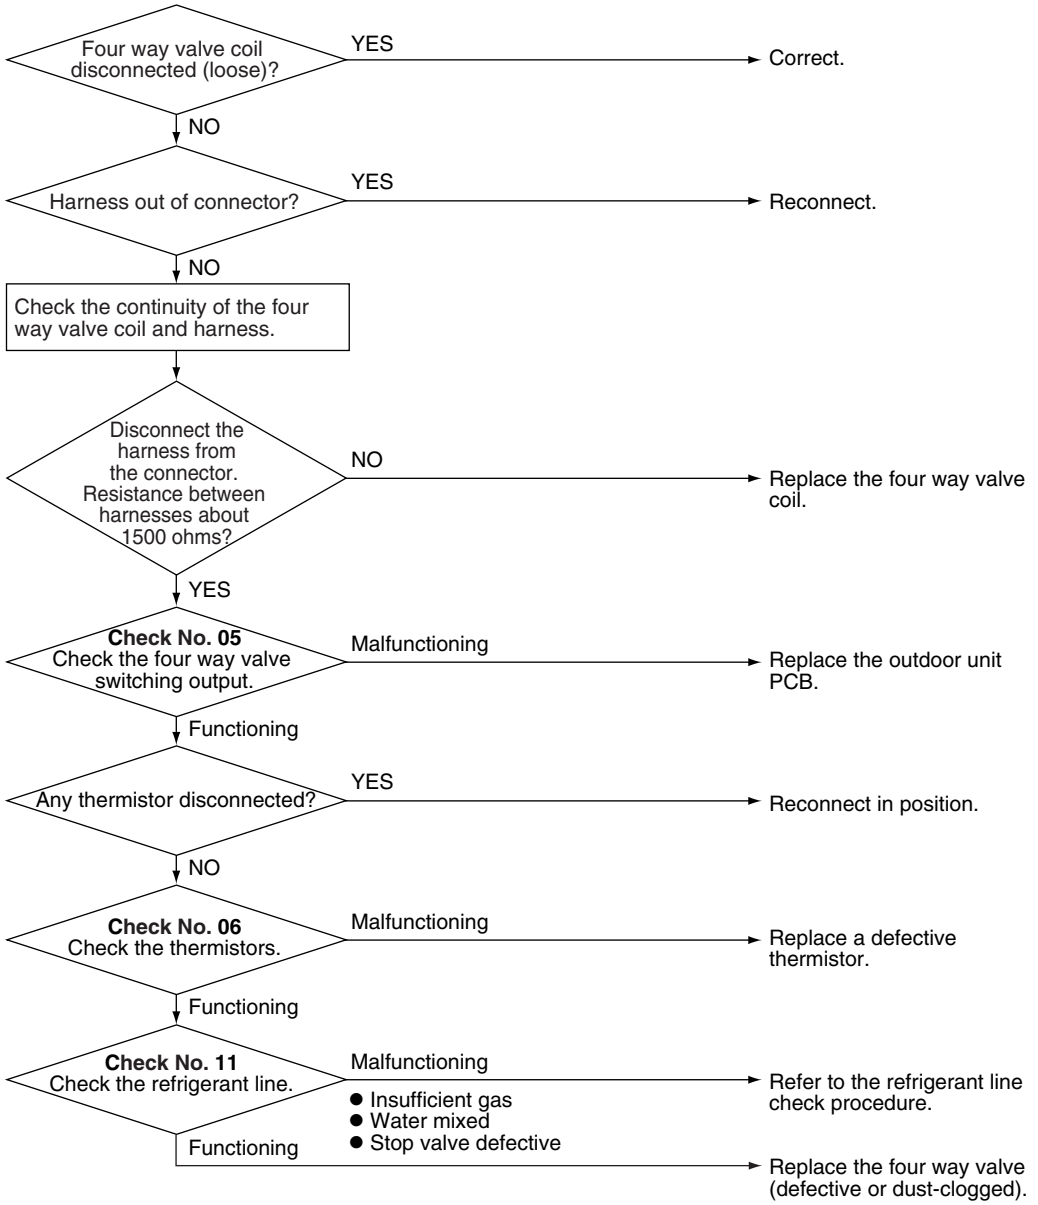 Four way valve coil
disconnected (loose)?
YES
Correct.
NO
Harness out of connector?
YES
Reconnect.
NO
Check the continuity of the four
way valve coil and harness.
Disconnect the
harness from
the connector.
Resistance between
harnesses about
1500 ohms?
NO
Replace the four way valve
coil.
YES
Check No. 05
Check the four way valve
switching output.
Malfunctioning
Replace the outdoor unit
PCB.
Functioning
Any thermistor disconnected?
YES
Reconnect in position.
NO
Check No. 06
Check the thermistors.
Malfunctioning
Replace a defective
thermistor.
Functioning
Check No. 11
Check the refrigerant line.
Malfunctioning
● Insufficient gas
● Water mixed
● Stop valve defective
Refer to the refrigerant line
check procedure.
Functioning
Replace the four way valve
(defective or dust-clogged).